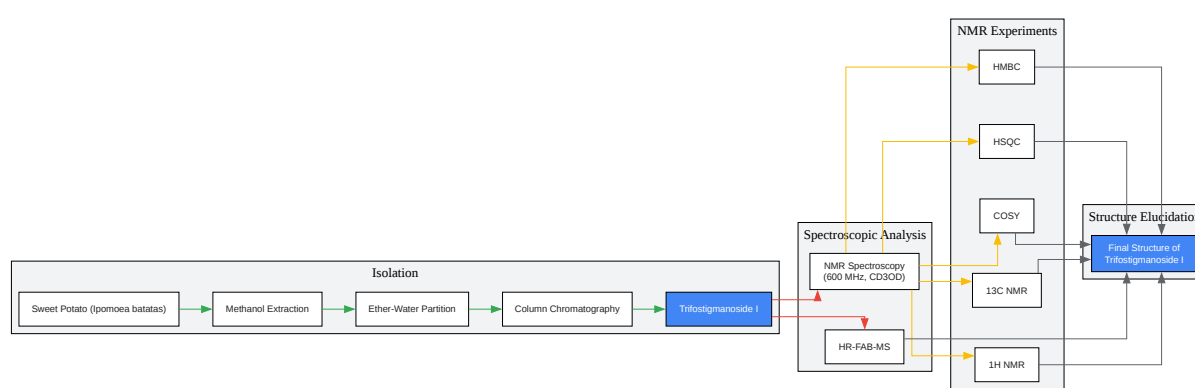 NMR Experiments
HMBC
HSQC
COSY
13C NMR
1H NMR
Structure Elucidation
Final Structure of
Trifostigmanoside I
Spectroscopic Analysis
NMR Spectroscopy
(600 MHz, CD3OD)
HR-FAB-MS
Isolation
Sweet Potato (Ipomoea batatas)
Methanol Extraction
Ether-Water Partition
Column Chromatography
Trifostigmanoside I